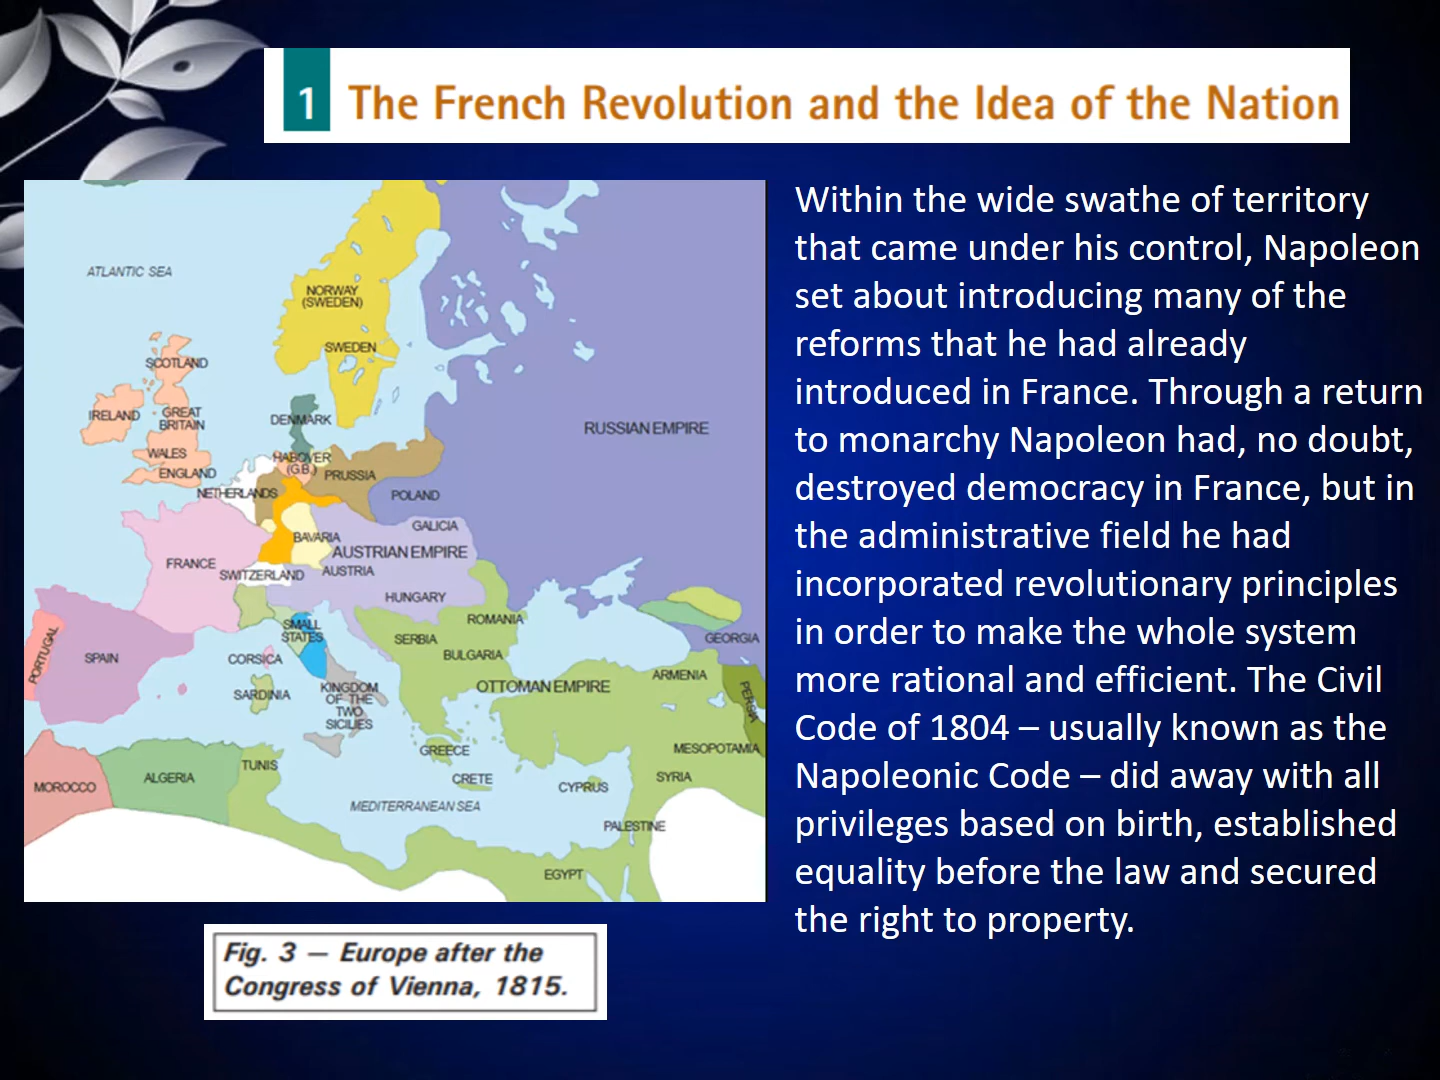 1 The French Revolution and the Idea of the Nation
ATLANTIC SEA
NORWAY
(SWEDEN)
SWEDEN
SCOTLAND
IRELAND
GREAT
BRITAIN
WALES
ENGLAND
DENMARK
HABOVER
(G.B.)
PRUSSIA
NETHERLANDS
POLAND
RUSSIAN EMPIRE
GALICIA
BAVARIA
AUSTRIAN EMPIRE
FRANCE
SWITZERLAND
AUSTRIA
HUNGARY
ROMANIA
SMALL
STATES
SERBIA
BULGARIA
GEORGIA
PORTUGAL
SPAIN
CORSICA
SARDINIA
KINGDOM
OF THE
TWO
SICILIES
OTTOMAN EMPIRE
ARMENIA
PERSIA
GREECE
MESOPOTAMIA
MOROCCO
ALGERIA
TUNIS
CRETE
CYPRUS
SYRIA
MEDITERRANEAN SEA
PALESTINE
EGYPT
Fig. 3 — Europe after the
Congress of Vienna, 1815.
Within the wide swathe of territory
that came under his control, Napoleon
set about introducing many of the
reforms that he had already
introduced in France. Through a return
to monarchy Napoleon had, no doubt,
destroyed democracy in France, but in
the administrative field he had
incorporated revolutionary principles
in order to make the whole system
more rational and efficient. The Civil
Code of 1804 – usually known as the
Napoleonic Code – did away with all
privileges based on birth, established
equality before the law and secured
the right to property.